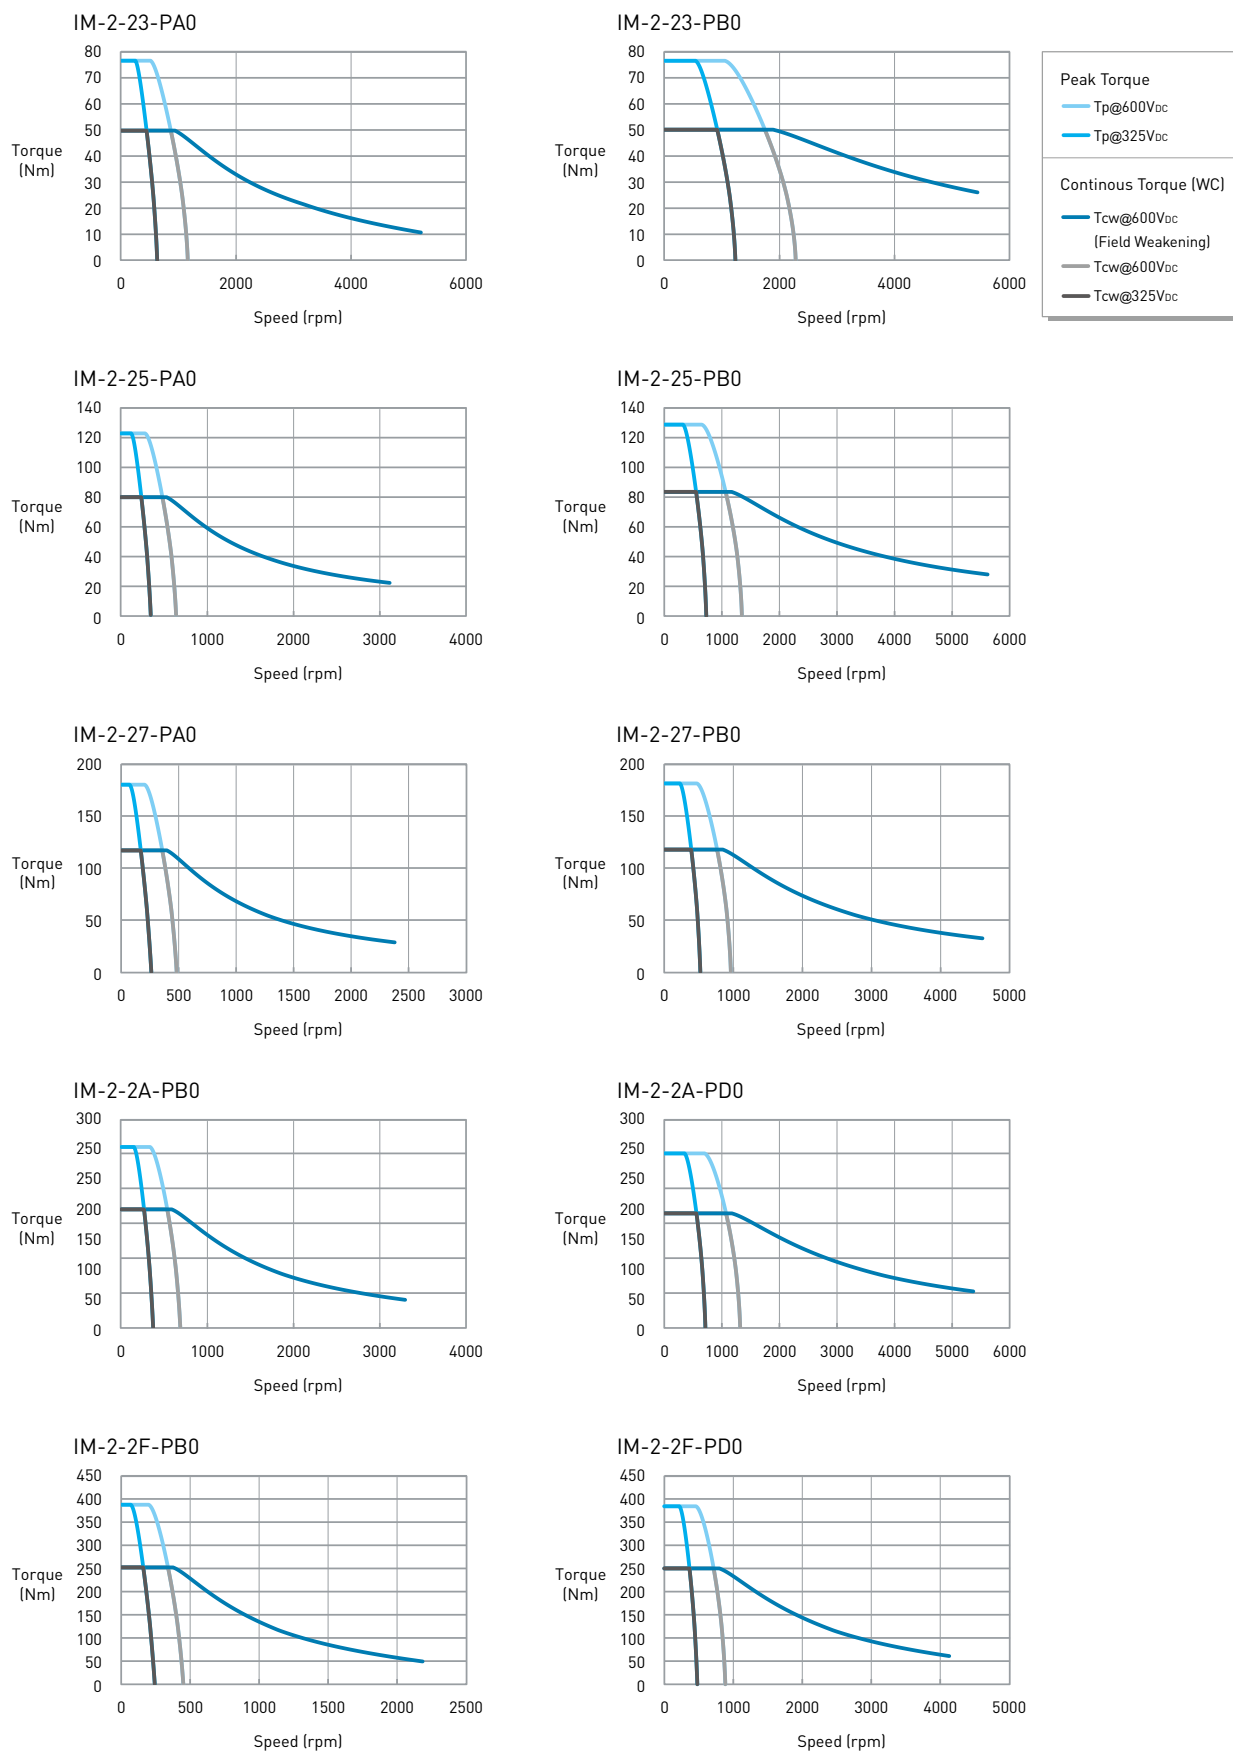 IM-2-23-PA0
80
70
60
50
40
30
20
10
0
Torque
(Nm)
0 2000 4000 6000
Speed (rpm)
IM-2-23-PB0
80
70
60
50
40
30
20
10
0
Torque
(Nm)
0 2000 4000 6000
Speed (rpm)
Peak Torque
Tp@600VDC
Tp@325VDC
Continous Torque (WC)
Tcw@600VDC
(Field Weakening)
Tcw@600VDC
Tcw@325VDC
IM-2-25-PA0
140
120
100
80
60
40
20
0
Torque
(Nm)
0 1000 2000 3000 4000
Speed (rpm)
IM-2-25-PB0
140
120
100
80
60
40
20
0
Torque
(Nm)
0 1000 2000 3000 4000 5000 6000
Speed (rpm)
IM-2-27-PA0
200
150
100
50
0
Torque
(Nm)
0 500 1000 1500 2000 2500 3000
Speed (rpm)
IM-2-27-PB0
200
150
100
50
0
Torque
(Nm)
0 1000 2000 3000 4000 5000
Speed (rpm)
IM-2-2A-PB0
300
250
250
200
150
100
50
0
Torque
(Nm)
0 1000 2000 3000 4000
Speed (rpm)
IM-2-2A-PD0
300
250
250
200
150
100
50
0
Torque
(Nm)
0 1000 2000 3000 4000 5000 6000
Speed (rpm)
IM-2-2F-PB0
450
400
350
300
250
200
150
100
50
0
Torque
(Nm)
0 500 1000 1500 2000 2500
Speed (rpm)
IM-2-2F-PD0
450
400
350
300
250
200
150
100
50
0
Torque
(Nm)
0 1000 2000 3000 4000 5000
Speed (rpm)